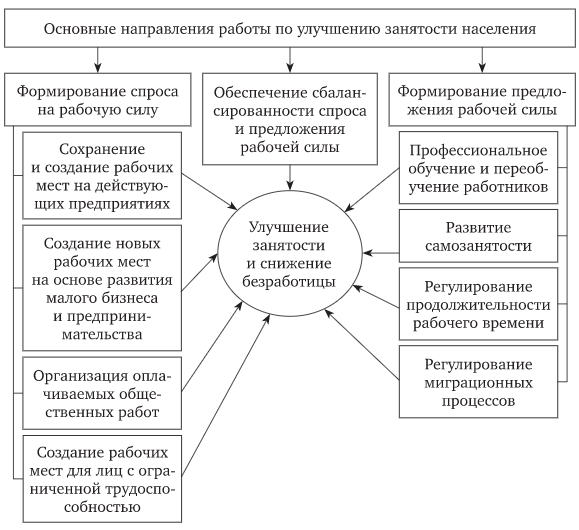 Основные направления работы по улучшению занятости населения
Формирование спроса
на рабочую силу
Обеспечение сбалан-
сированности спроса
и предложения
рабочей силы
Формирование предло-
жения рабочей силы
Сохранение
и создание рабочих
мест на действую-
щих предприятиях
Создание новых
рабочих мест
на основе развития
малого бизнеса
и предприни-
мательства
Организация опла-
чиваемых обще-
ственных работ
Создание рабочих
мест для лиц с огра-
ниченной трудоспо-
собностью
Улучшение
занятости
и снижение
безработицы
Профессиональное
обучение и переоб-
учение работников
Развитие
самозанятости
Регулирование
продолжительности
рабочего времени
Регулирование
миграционных
процессов